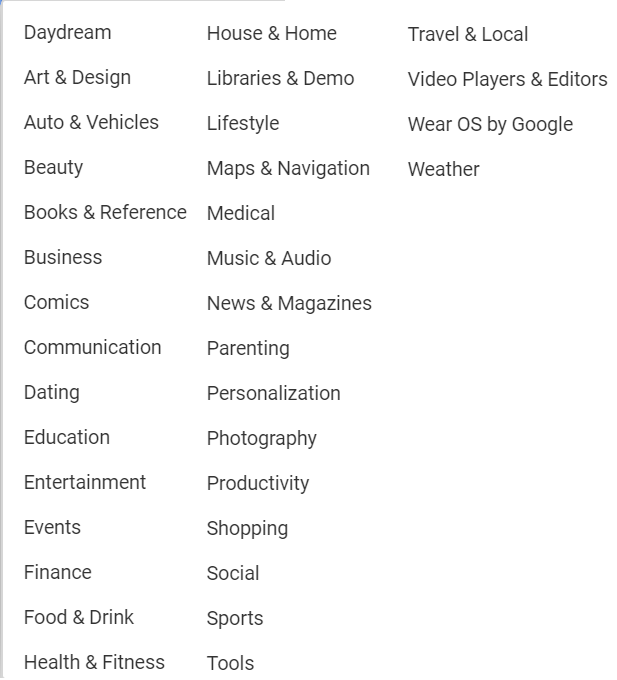 Daydream
Art & Design
Auto & Vehicles
Beauty
Books & Reference
Business
Comics
Communication
Dating
Education
Entertainment
Events
Finance
Food & Drink
Health & Fitness
House & Home
Libraries & Demo
Lifestyle
Maps & Navigation
Medical
Music & Audio
News & Magazines
Parenting
Personalization
Photography
Productivity
Shopping
Social
Sports
Tools
Travel & Local
Video Players & Editors
Wear OS by Google
Weather